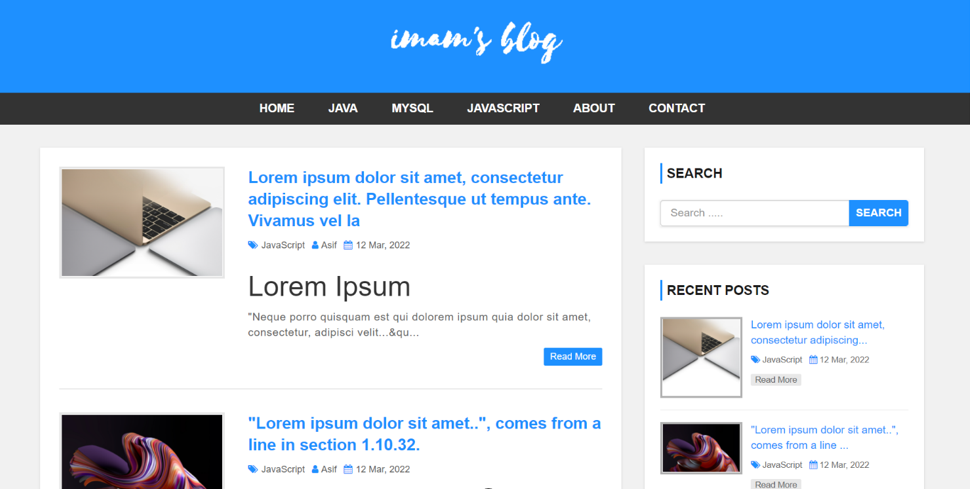 imam's blog
HOME JAVA MYSQL JAVASCRIPT ABOUT CONTACT
Lorem ipsum dolor sit amet, consectetur
adipiscing elit. Pellentesque ut tempus ante.
Vivamus vel la
JavaScript Asif 12 Mar, 2022
Lorem Ipsum
"Neque porro quisquam est qui dolorem ipsum quia dolor sit amet,
consectetur, adipisci velit...&qu...
Read More
"Lorem ipsum dolor sit amet..", comes from a
line in section 1.10.32.
JavaScript Asif 12 Mar, 2022
SEARCH
Search .....
SEARCH
RECENT POSTS
Lorem ipsum dolor sit amet,
consectetur adipiscing...
JavaScript 12 Mar, 2022
Read More
"Lorem ipsum dolor sit amet..",
comes from a line ...
JavaScript 12 Mar, 2022
Read More